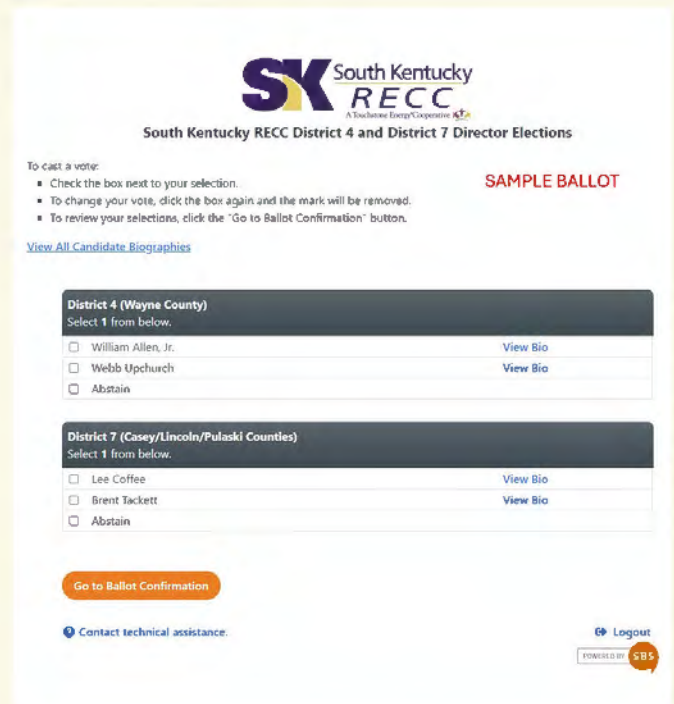 SK South Kentucky
RECC
A Touchstone Energy® Cooperative
South Kentucky RECC District 4 and District 7 Director Elections
To cast a vote:
SAMPLE BALLOT
▪ Check the box next to your selection.
▪ To change your vote, click the box again and the mark will be removed.
▪ To review your selections, click the "Go to Ballot Confirmation" button.
View All Candidate Biographies
District 4 (Wayne County)
Select 1 from below.
William Allen, Jr. View Bio
Webb Upchurch View Bio
Abstain
District 7 (Casey/Lincoln/Pulaski Counties)
Select 1 from below.
Lee Coffee View Bio
Brent Tackett View Bio
Abstain
Go to Ballot Confirmation
Contact technical assistance. Logout
POWERED BY SBS